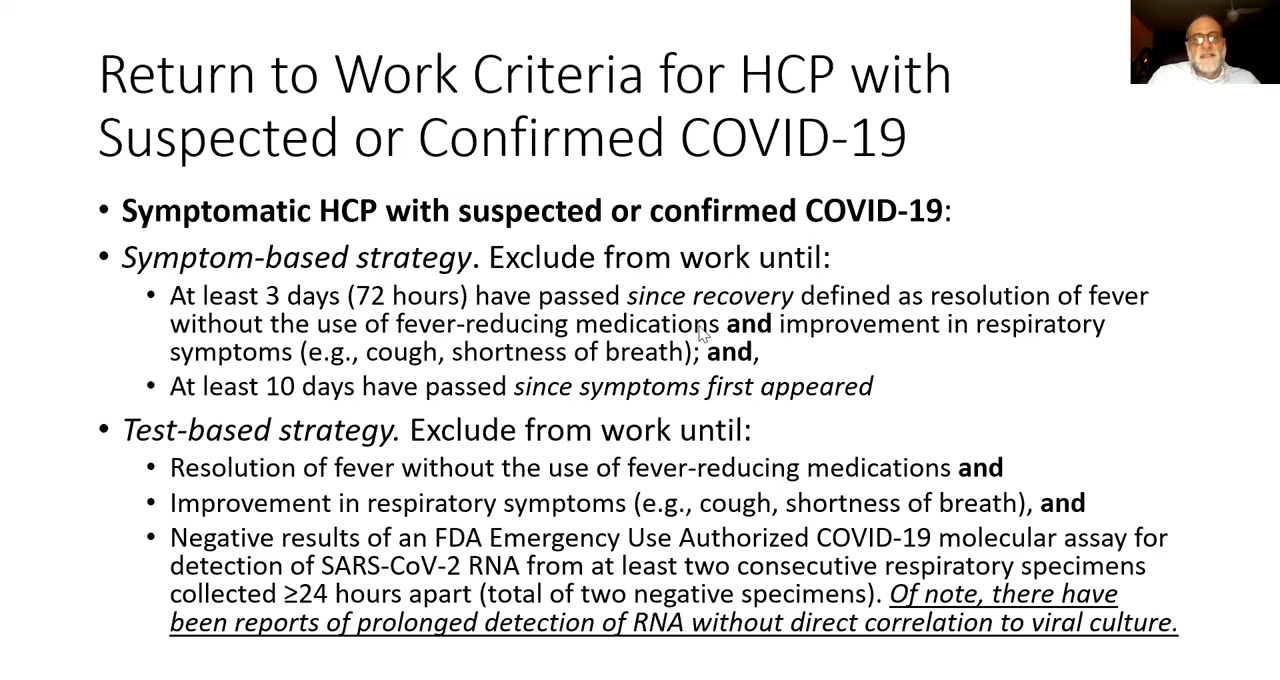 Return to Work Criteria for HCP with
Suspected or Confirmed COVID-19
• Symptomatic HCP with suspected or confirmed COVID-19:
• Symptom-based strategy. Exclude from work until:
• At least 3 days (72 hours) have passed since recovery defined as resolution of fever
without the use of fever-reducing medications and improvement in respiratory
symptoms (e.g., cough, shortness of breath); and,
• At least 10 days have passed since symptoms first appeared
• Test-based strategy. Exclude from work until:
• Resolution of fever without the use of fever-reducing medications and
• Improvement in respiratory symptoms (e.g., cough, shortness of breath), and
• Negative results of an FDA Emergency Use Authorized COVID-19 molecular assay for
detection of SARS-CoV-2 RNA from at least two consecutive respiratory specimens
collected ≥24 hours apart (total of two negative specimens). Of note, there have
been reports of prolonged detection of RNA without direct correlation to viral culture.